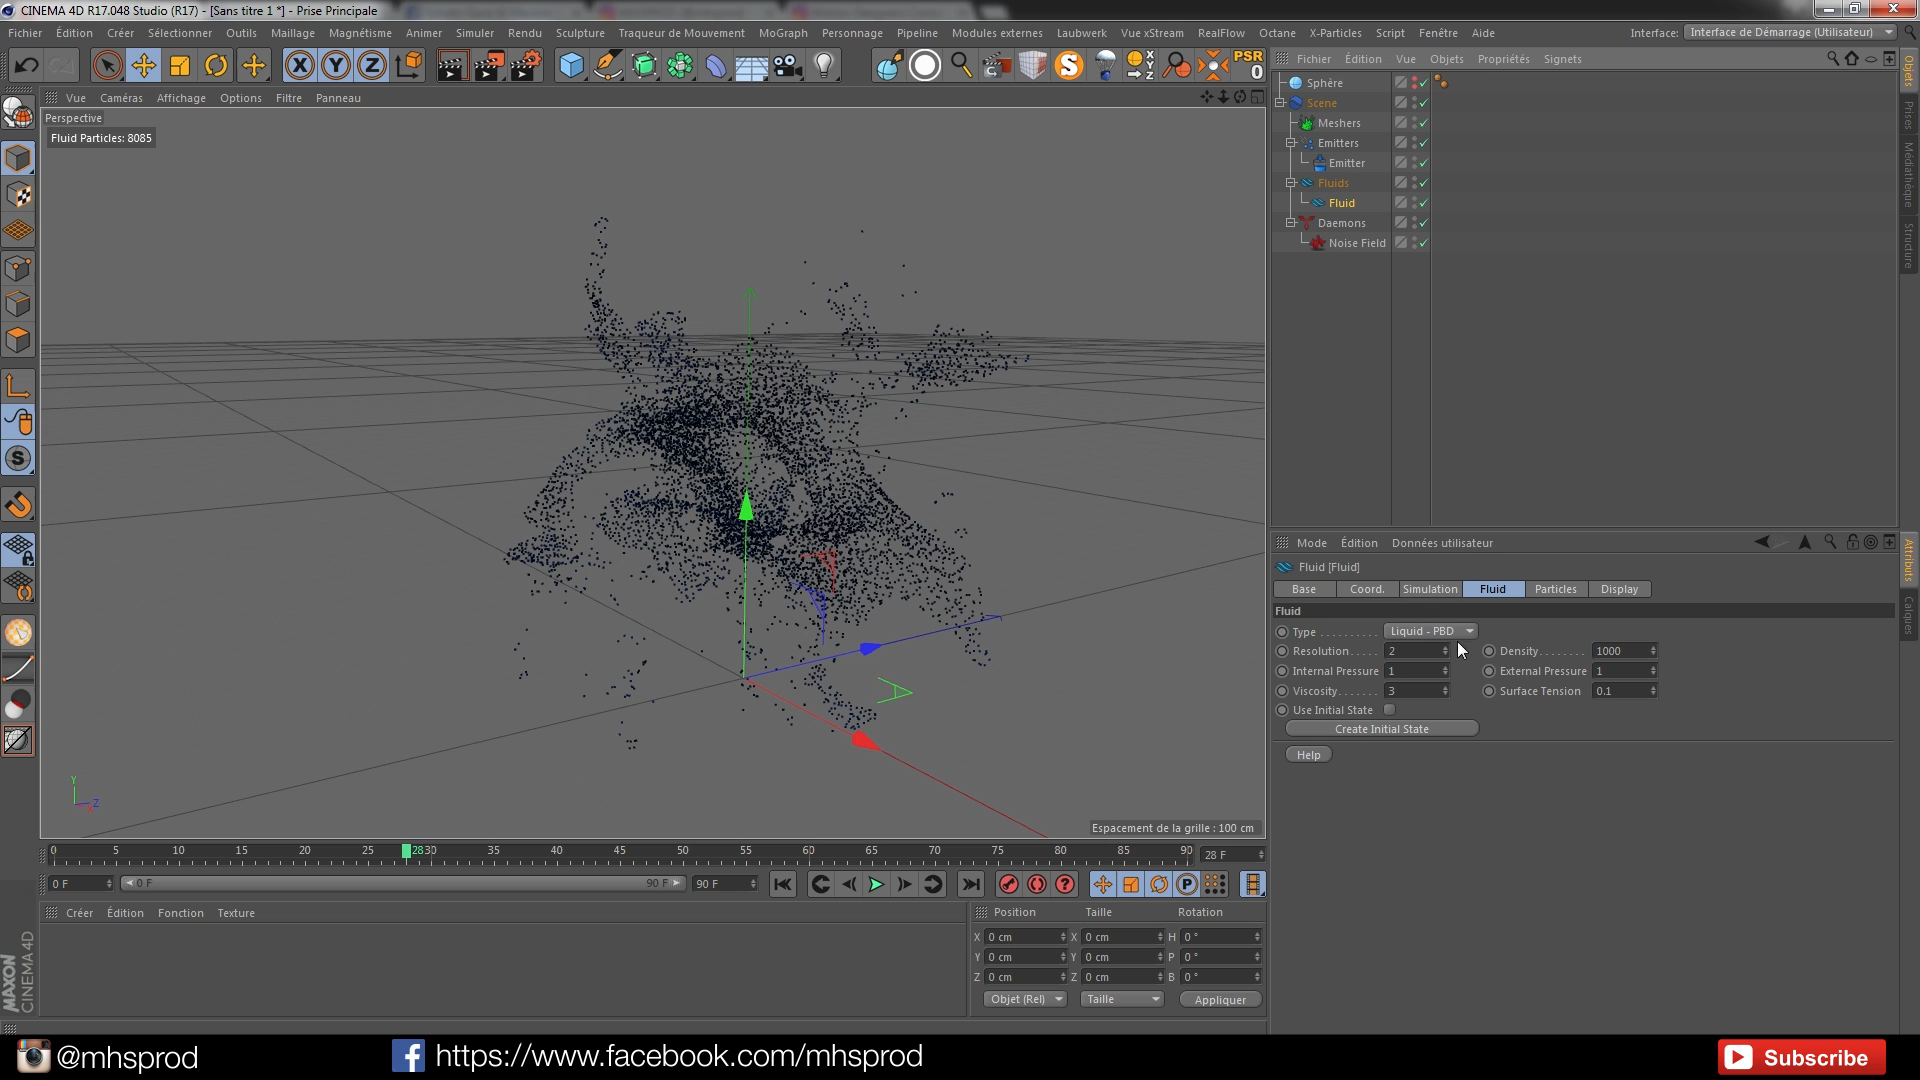 CINEMA 4D R17.048 Studio (R17) - [Sans titre 1 *] - Prise Principale
Fichier Édition Créer Sélectionner Outils Maillage Magnétisme Animer Simuler Rendu Sculpture Traqueur de Mouvement MoGraph Personnage Pipeline Modules externes Laubwerk Vue xStream Octane RealFlow X-Particles Script Fenêtre Aide Interface: Interface de Démarrage (Utilisateur)
X Y Z PSR 0
Fichier Édition Vue Objets Propriétés Signets
Vue Caméras Affichage Options Filtre Panneau
Perspective
Fluid Particles: 8085
Sphère
Scene
Meshers
Emitters
Emitter
Fluids
Fluid
Daemons
Noise Field
Objets
Prises
Médiathèque
Structure
Mode Édition Données utilisateur
Fluid [Fluid]
Base Coord. Simulation Fluid Particles Display
Fluid
Type Liquid - PBD
Resolution 2 Density 1000
Internal Pressure 1 External Pressure 1
Viscosity 3 Surface Tension 0.1
Use Initial State
Create Initial State
Help
Attributs
Calques
Y
Z
Espacement de la grille : 100 cm
0 5 10 15 20 25 2830 35 40 45 50 55 60 65 70 75 80 85 90 28 F
0 F 0 F 90 F 90 F
Créer Édition Fonction Texture
Position Taille Rotation
X 0 cm X 0 cm H 0 °
Y 0 cm Y 0 cm P 0 °
Z 0 cm Z 0 cm B 0 °
Objet (Rel) Taille Appliquer
MAXON
CINEMA 4D
@mhsprod https://www.facebook.com/mhsprod Subscribe